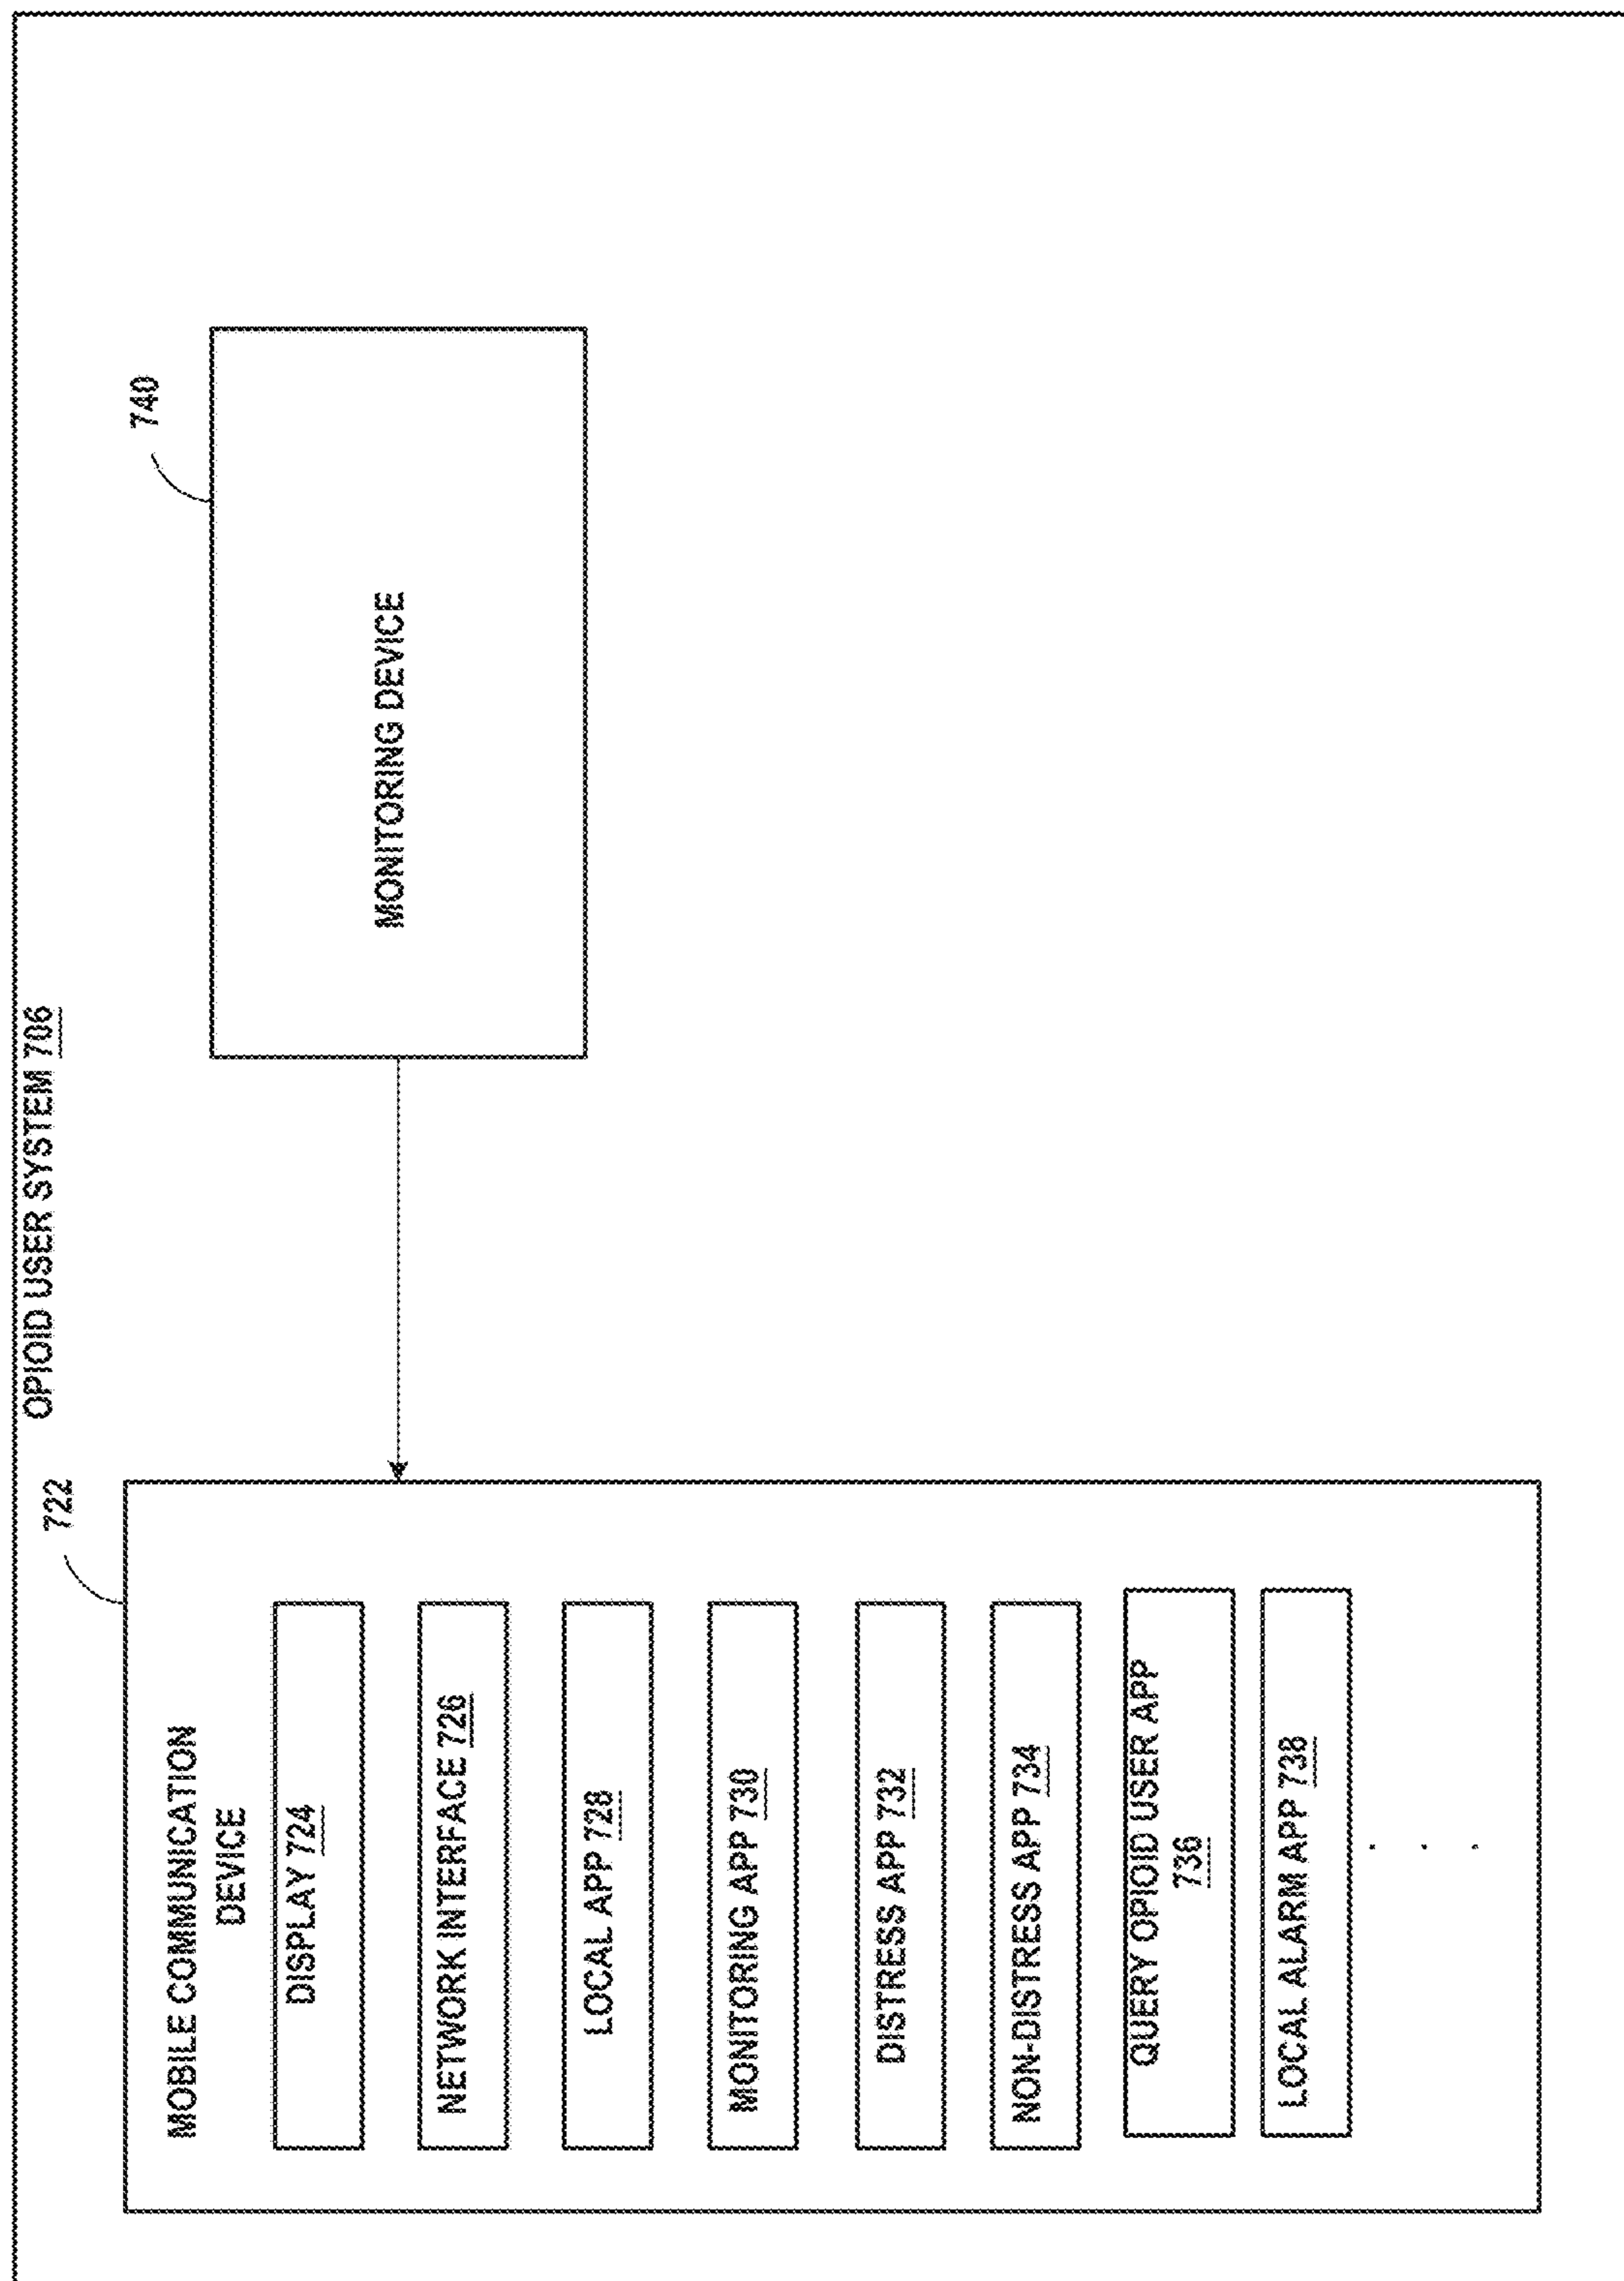 OPIOID USER SYSTEM 706
722
MOBILE COMMUNICATION
DEVICE
DISPLAY 724
NETWORK INTERFACE 726
LOCAL APP 728
MONITORING APP 730
DISTRESS APP 732
NON-DISTRESS APP 734
QUERY OPIOID USER APP
736
LOCAL ALARM APP 738
. . .
740
MONITORING DEVICE